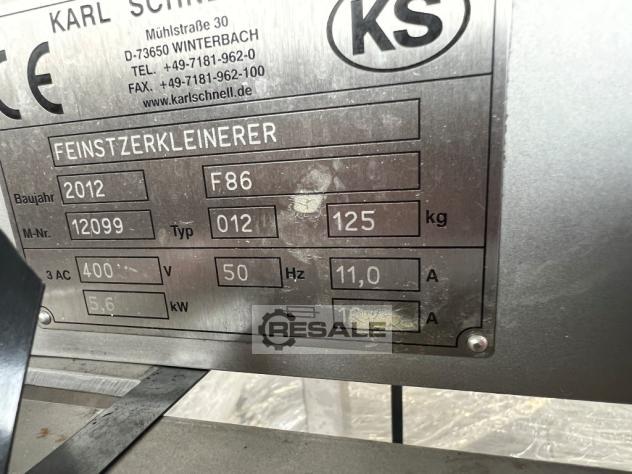 KARL SCHNELL
KS
Mühlstraße 30
D-73650 WINTERBACH
TEL. +49-7181-962-0
FAX. +49-7181-962-100
www.karlschnell.de
CE
FEINSTZERKLEINERER
Baujahr 2012 F86
M-Nr. 12099 Typ 012 125 kg
3 AC 400 V 50 Hz 11,0 A
5.6 kW A
RESALE